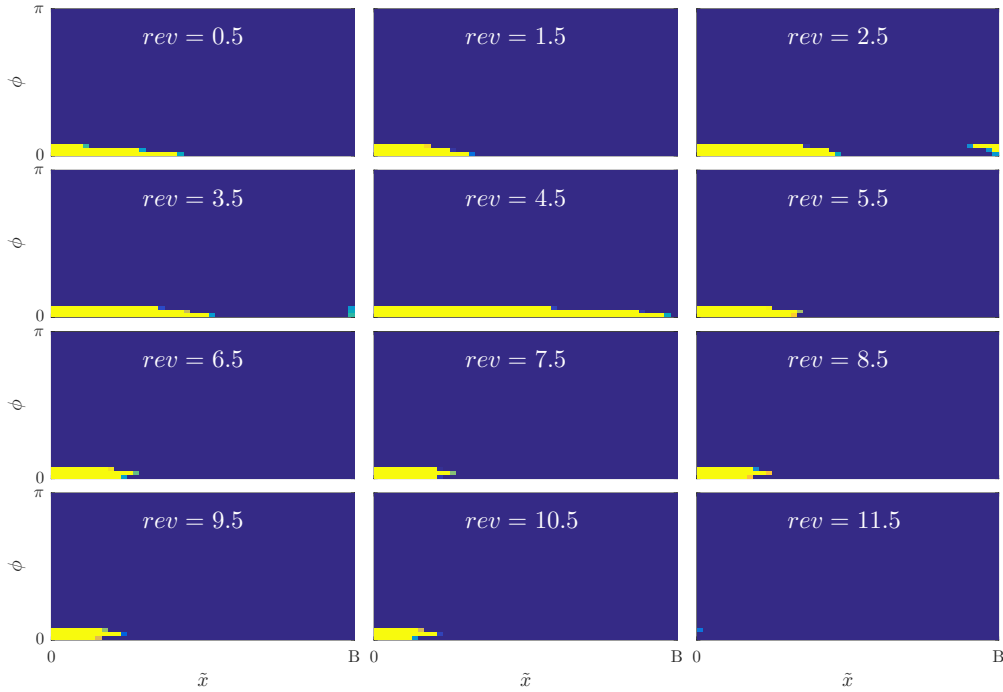 π
rev = 0.5
rev = 1.5
rev = 2.5
ϕ
0
π
rev = 3.5
rev = 4.5
rev = 5.5
ϕ
0
π
rev = 6.5
rev = 7.5
rev = 8.5
ϕ
0
π
rev = 9.5
rev = 10.5
rev = 11.5
ϕ
0
0 B 0 B 0 B
x̃ x̃ x̃